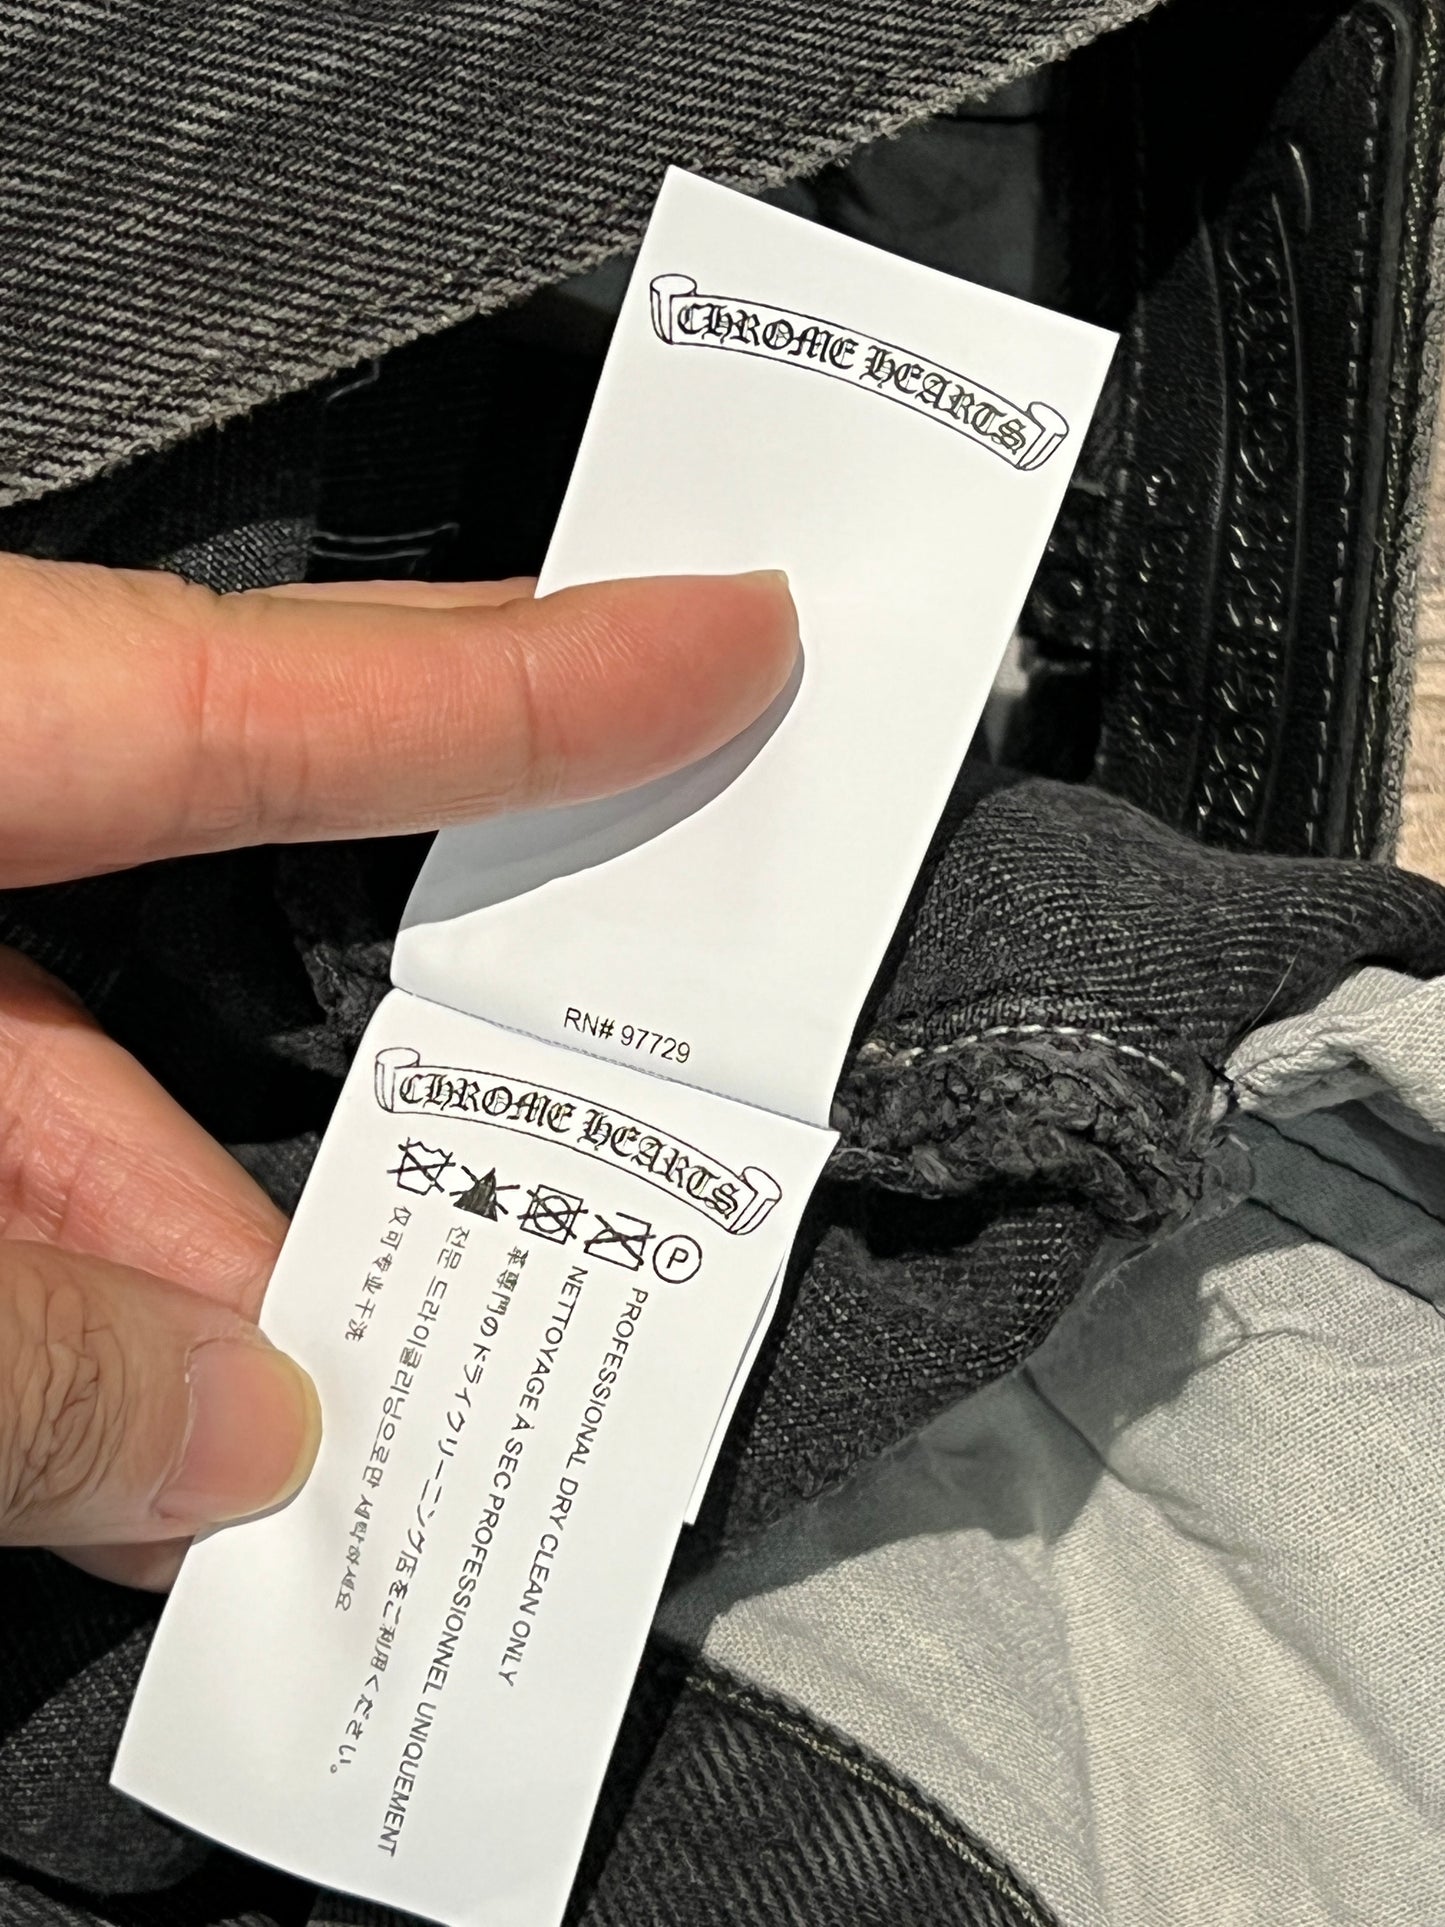 CHROME HEARTS
RN# 97729
CHROME HEARTS
P
PROFESSIONAL DRY CLEAN ONLY
NETTOYAGE À SEC PROFESSIONNEL UNIQUEMENT
業専門のドライクリーニング店をご利用ください。
전문 드라이클리닝으로만 세탁하세요
仅可专业干洗